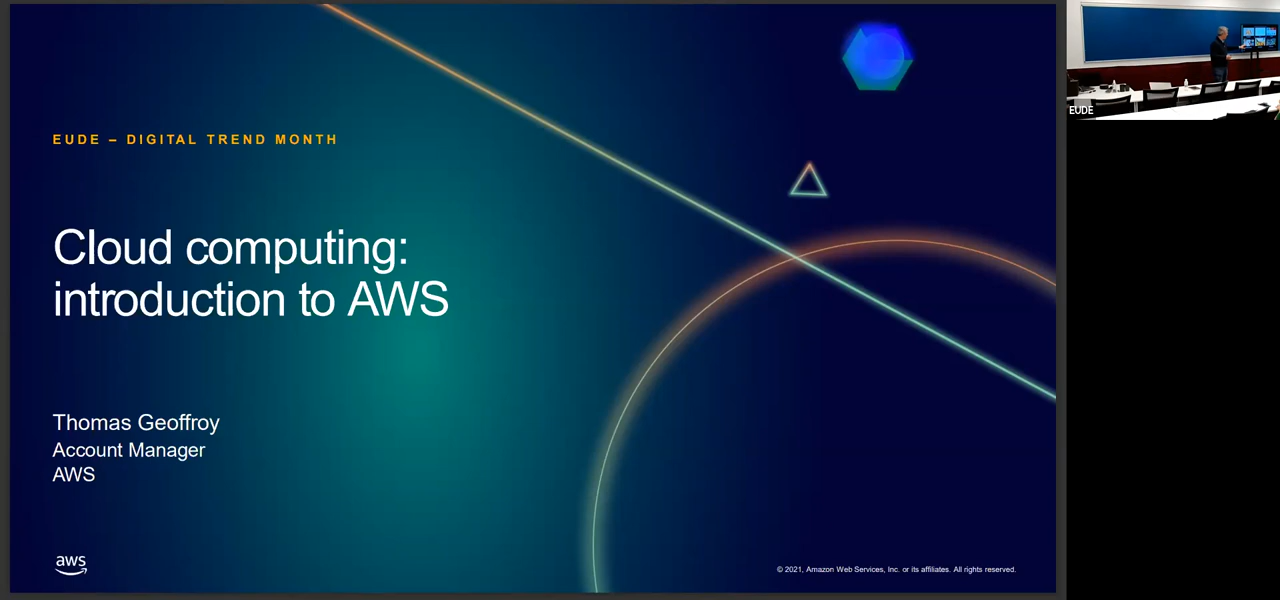 EUDE – DIGITAL TREND MONTH
Cloud computing:
introduction to AWS
Thomas Geoffroy
Account Manager
AWS
aws
© 2021, Amazon Web Services, Inc. or its affiliates. All rights reserved.
EUDE